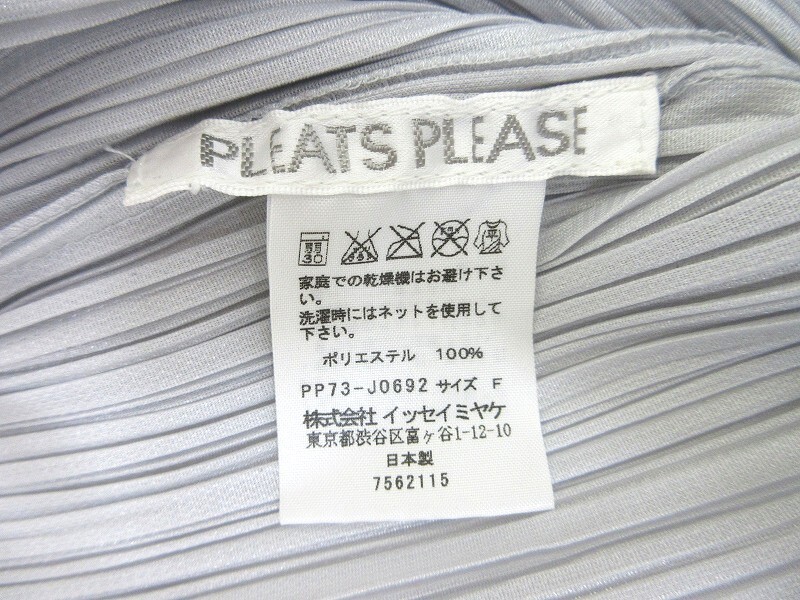 PLEATS PLEASE
弱
30
平
家庭での乾燥機はお避け下さ
い。
洗濯時にはネットを使用して
下さい。
ポリエステル 100%
PP73-J0692 サイズ F
株式会社 イッセイミヤケ
東京都渋谷区富ヶ谷1-12-10
日本製
7562115